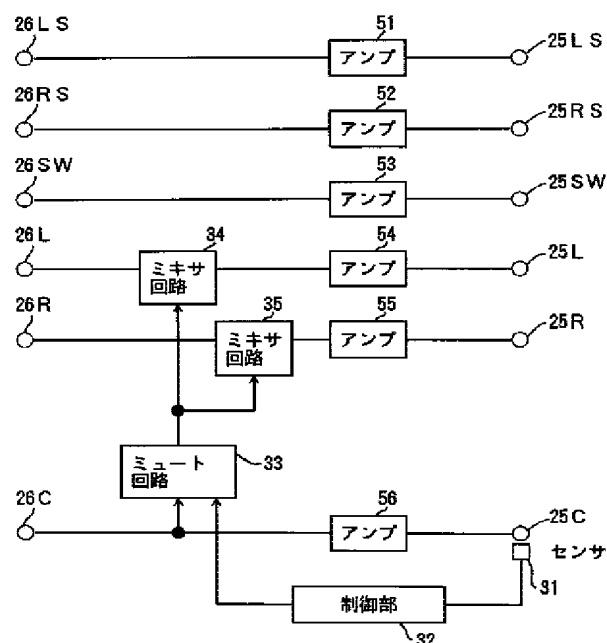 26LS
51
アンプ
25LS
26RS
52
アンプ
25RS
26SW
53
アンプ
25SW
26L
34
ミキサ
回路
54
アンプ
25L
26R
35
ミキサ
回路
55
アンプ
25R
ミュート
回路
33
26C
56
アンプ
25C
センサ
31
制御部
32